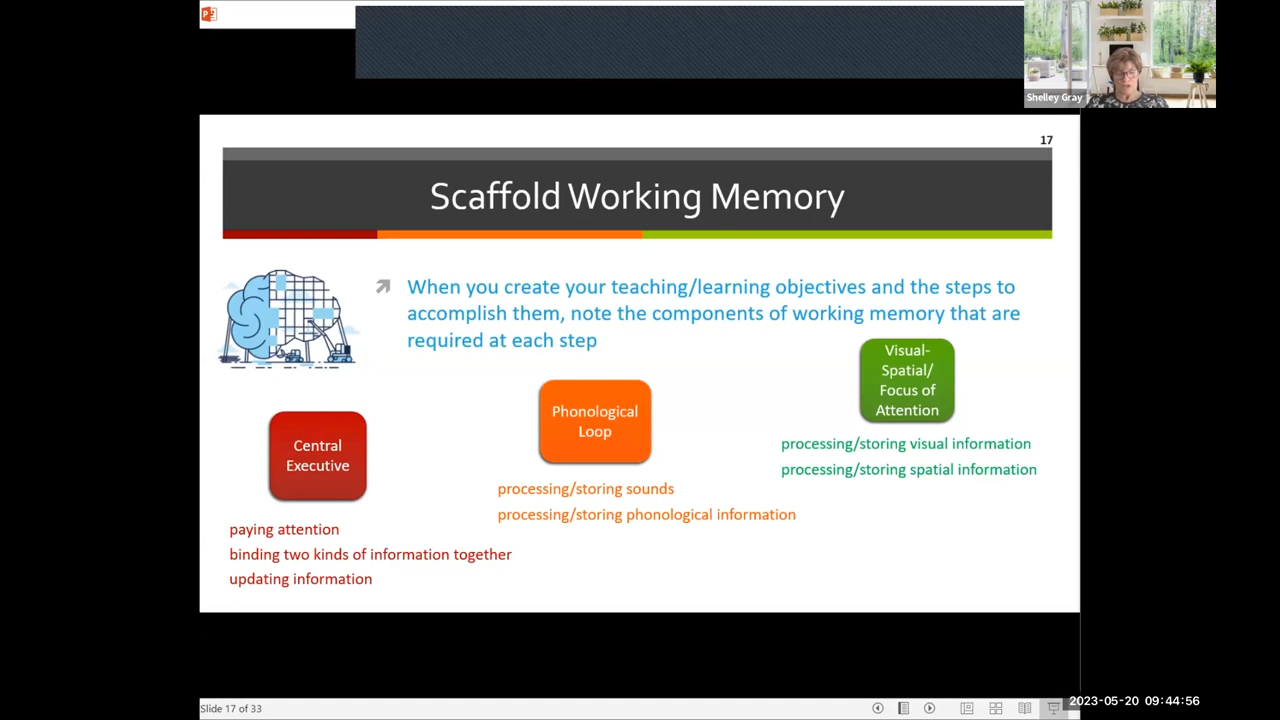 Shelley Gray
17
Scaffold Working Memory
When you create your teaching/learning objectives and the steps to
accomplish them, note the components of working memory that are
required at each step
Central
Executive
paying attention
binding two kinds of information together
updating information
Phonological
Loop
processing/storing sounds
processing/storing phonological information
Visual-
Spatial/
Focus of
Attention
processing/storing visual information
processing/storing spatial information
Slide 17 of 33
2023-05-20 09:44:56